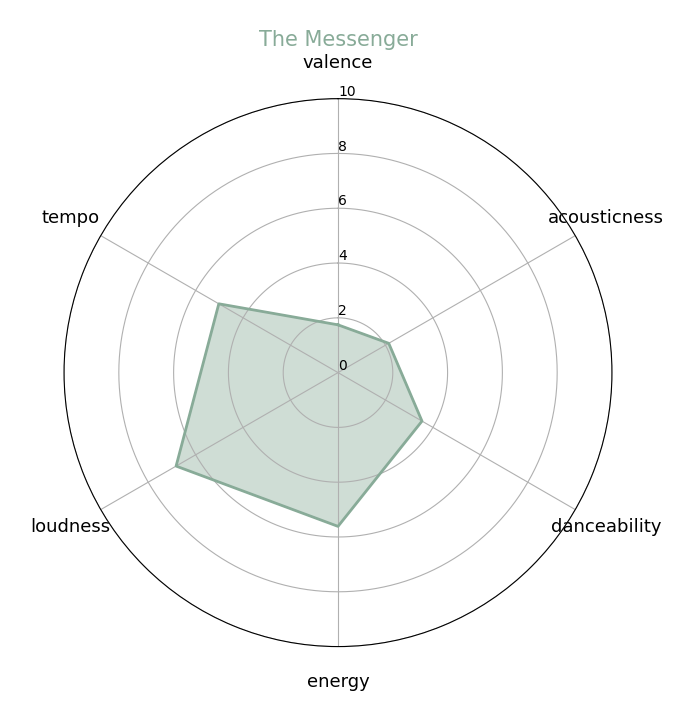 The Messenger
valence
10
8
acousticness
tempo
6
4
2
0
loudness
danceability
energy